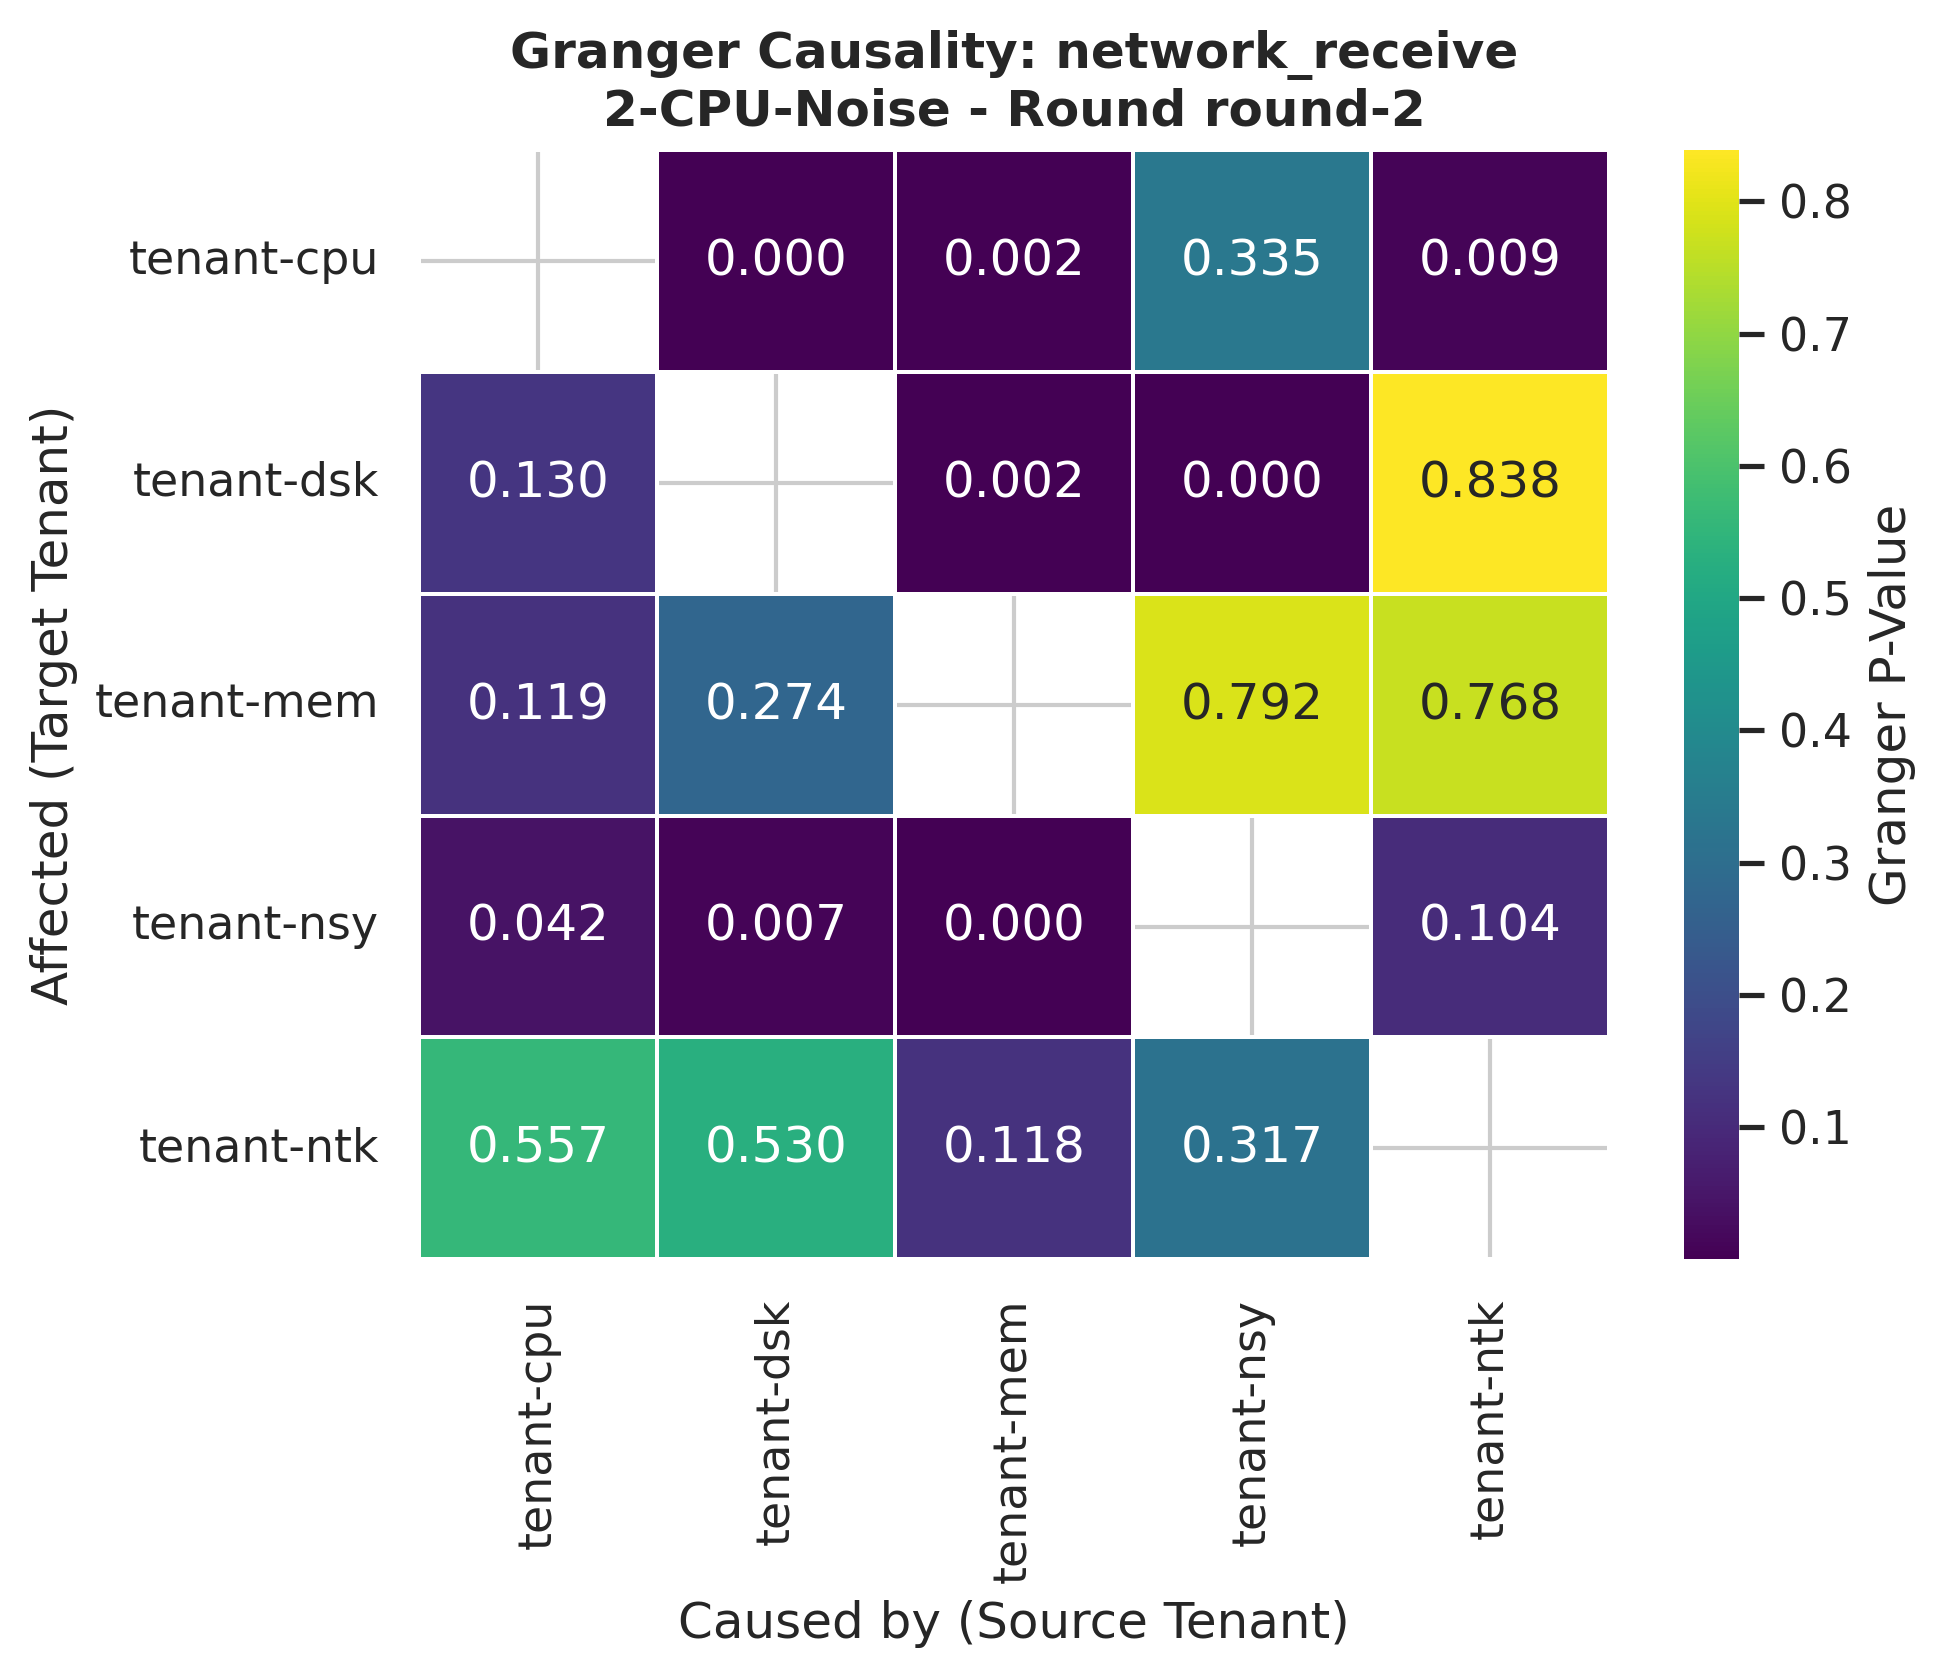 Granger Causality: network_receive
2-CPU-Noise - Round round-2
tenant-cpu
0.000 0.002 0.335 0.009
tenant-dsk
0.130 0.002 0.000 0.838
tenant-mem
0.119 0.274 0.792 0.768
tenant-nsy
0.042 0.007 0.000 0.104
tenant-ntk
0.557 0.530 0.118 0.317
Affected (Target Tenant)
tenant-cpu
tenant-dsk
tenant-mem
tenant-nsy
tenant-ntk
Caused by (Source Tenant)
0.8
0.7
0.6
0.5
0.4
0.3
0.2
0.1
Granger P-Value